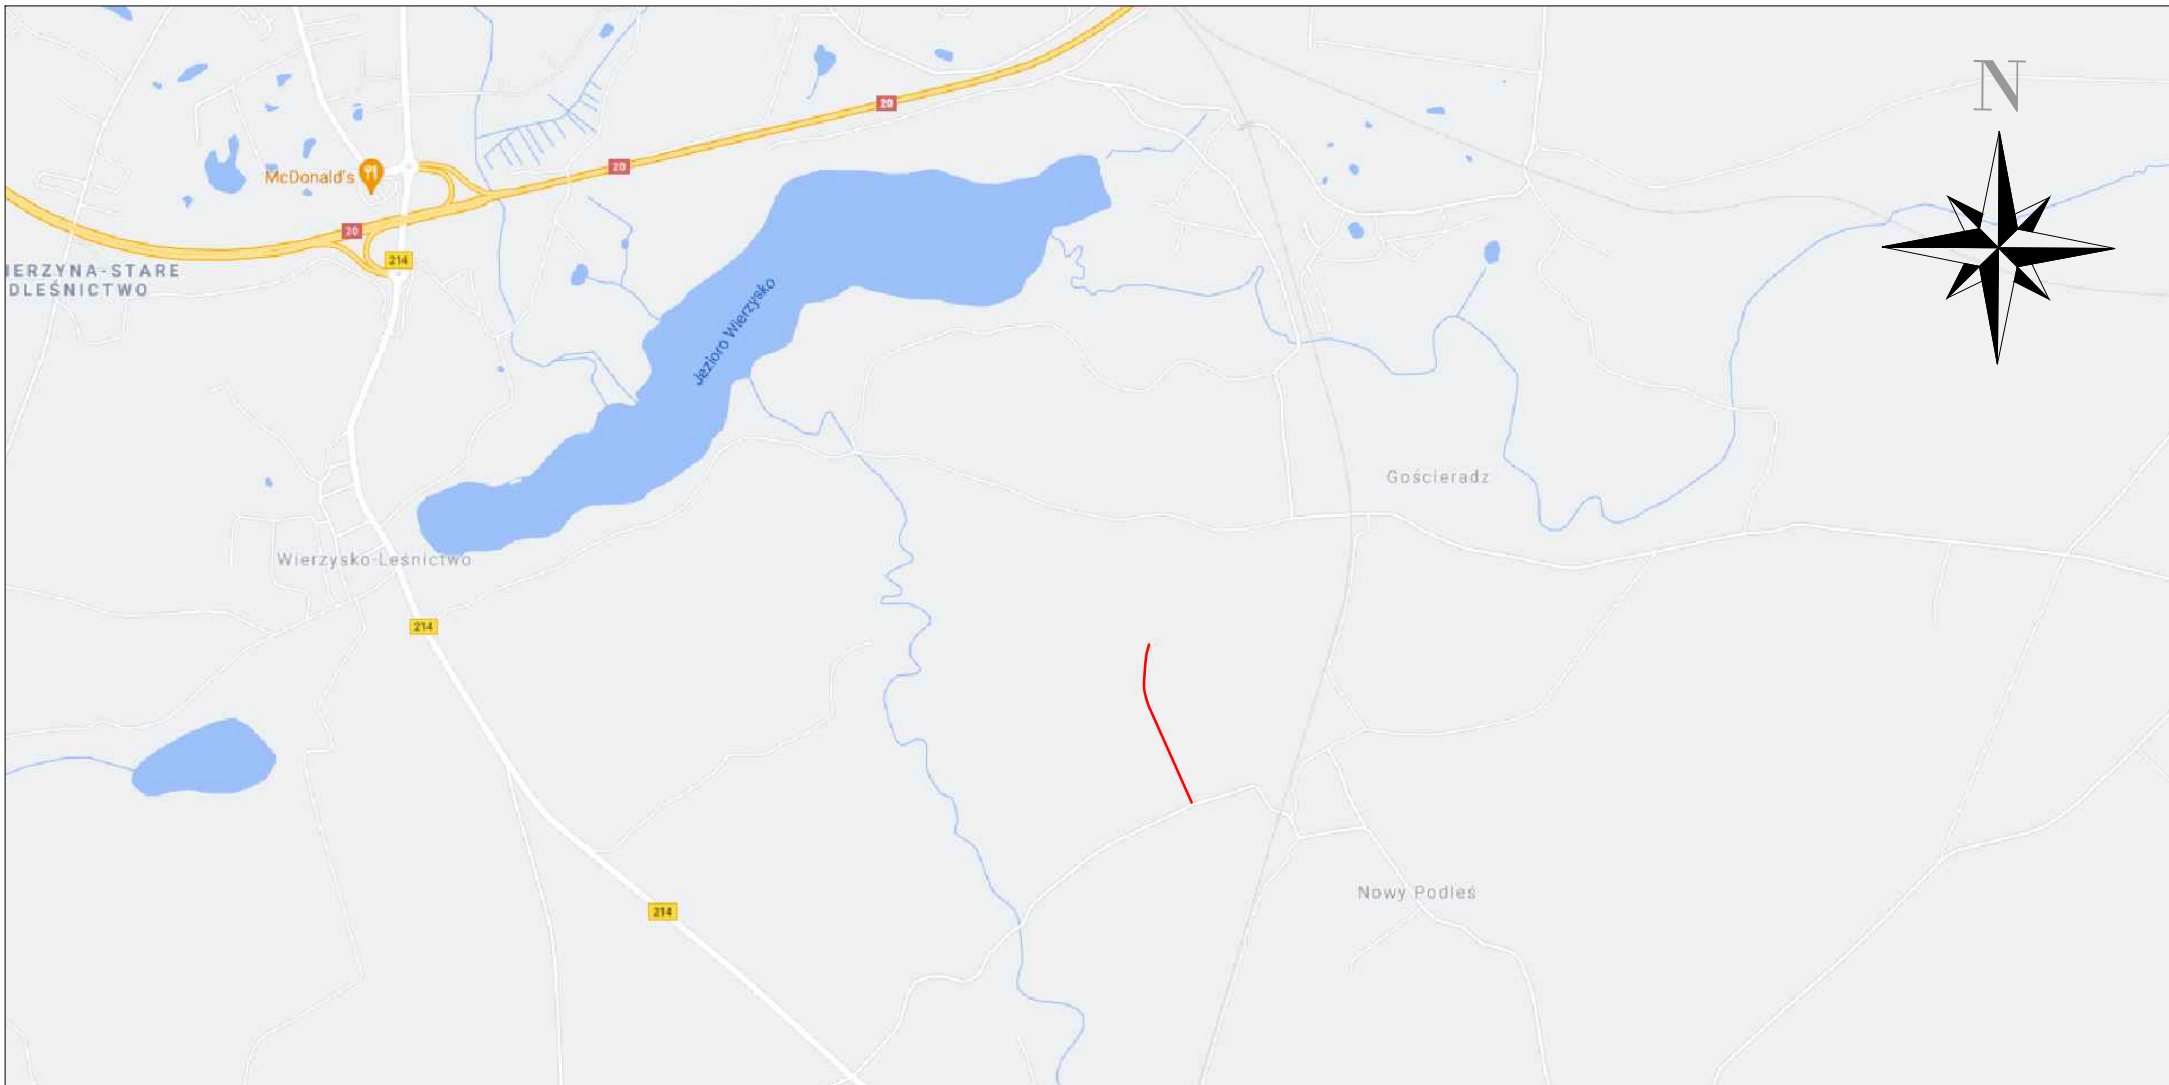 N
20
20
McDonald's
20
214
IERZYNA-STARE
DLEŚNICTWO
Jezioro Wierzysko
Gościeradz
Wierzysko-Leśnictwo
214
Nowy Podleś
214